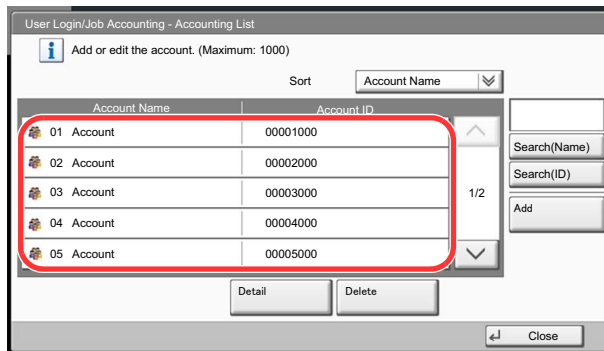 User Login/Job Accounting - Accounting List
Add or edit the account. (Maximum: 1000)
Sort Account Name
Account Name Account ID
01 Account 00001000
02 Account 00002000
03 Account 00003000
04 Account 00004000
05 Account 00005000
1/2
Search(Name)
Search(ID)
Add
Detail Delete
Close